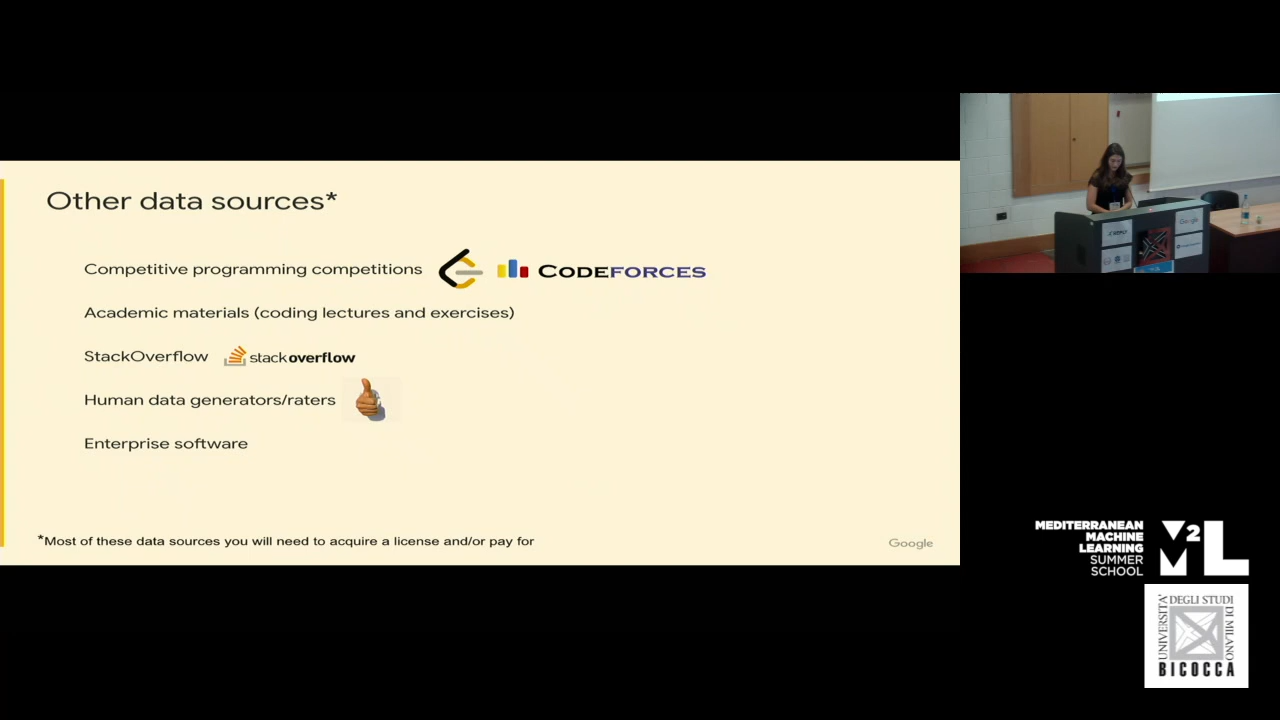 Other data sources*
Competitive programming competitions
CODEFORCES
Academic materials (coding lectures and exercises)
StackOverflow
stackoverflow
Human data generators/raters
Enterprise software
*Most of these data sources you will need to acquire a license and/or pay for
Google
Google
MEDITERRANEAN
MACHINE
LEARNING
SUMMER
SCHOOL
M2L
UNIVERSITÀ
DEGLI STUDI
DI MILANO
BICOCCA